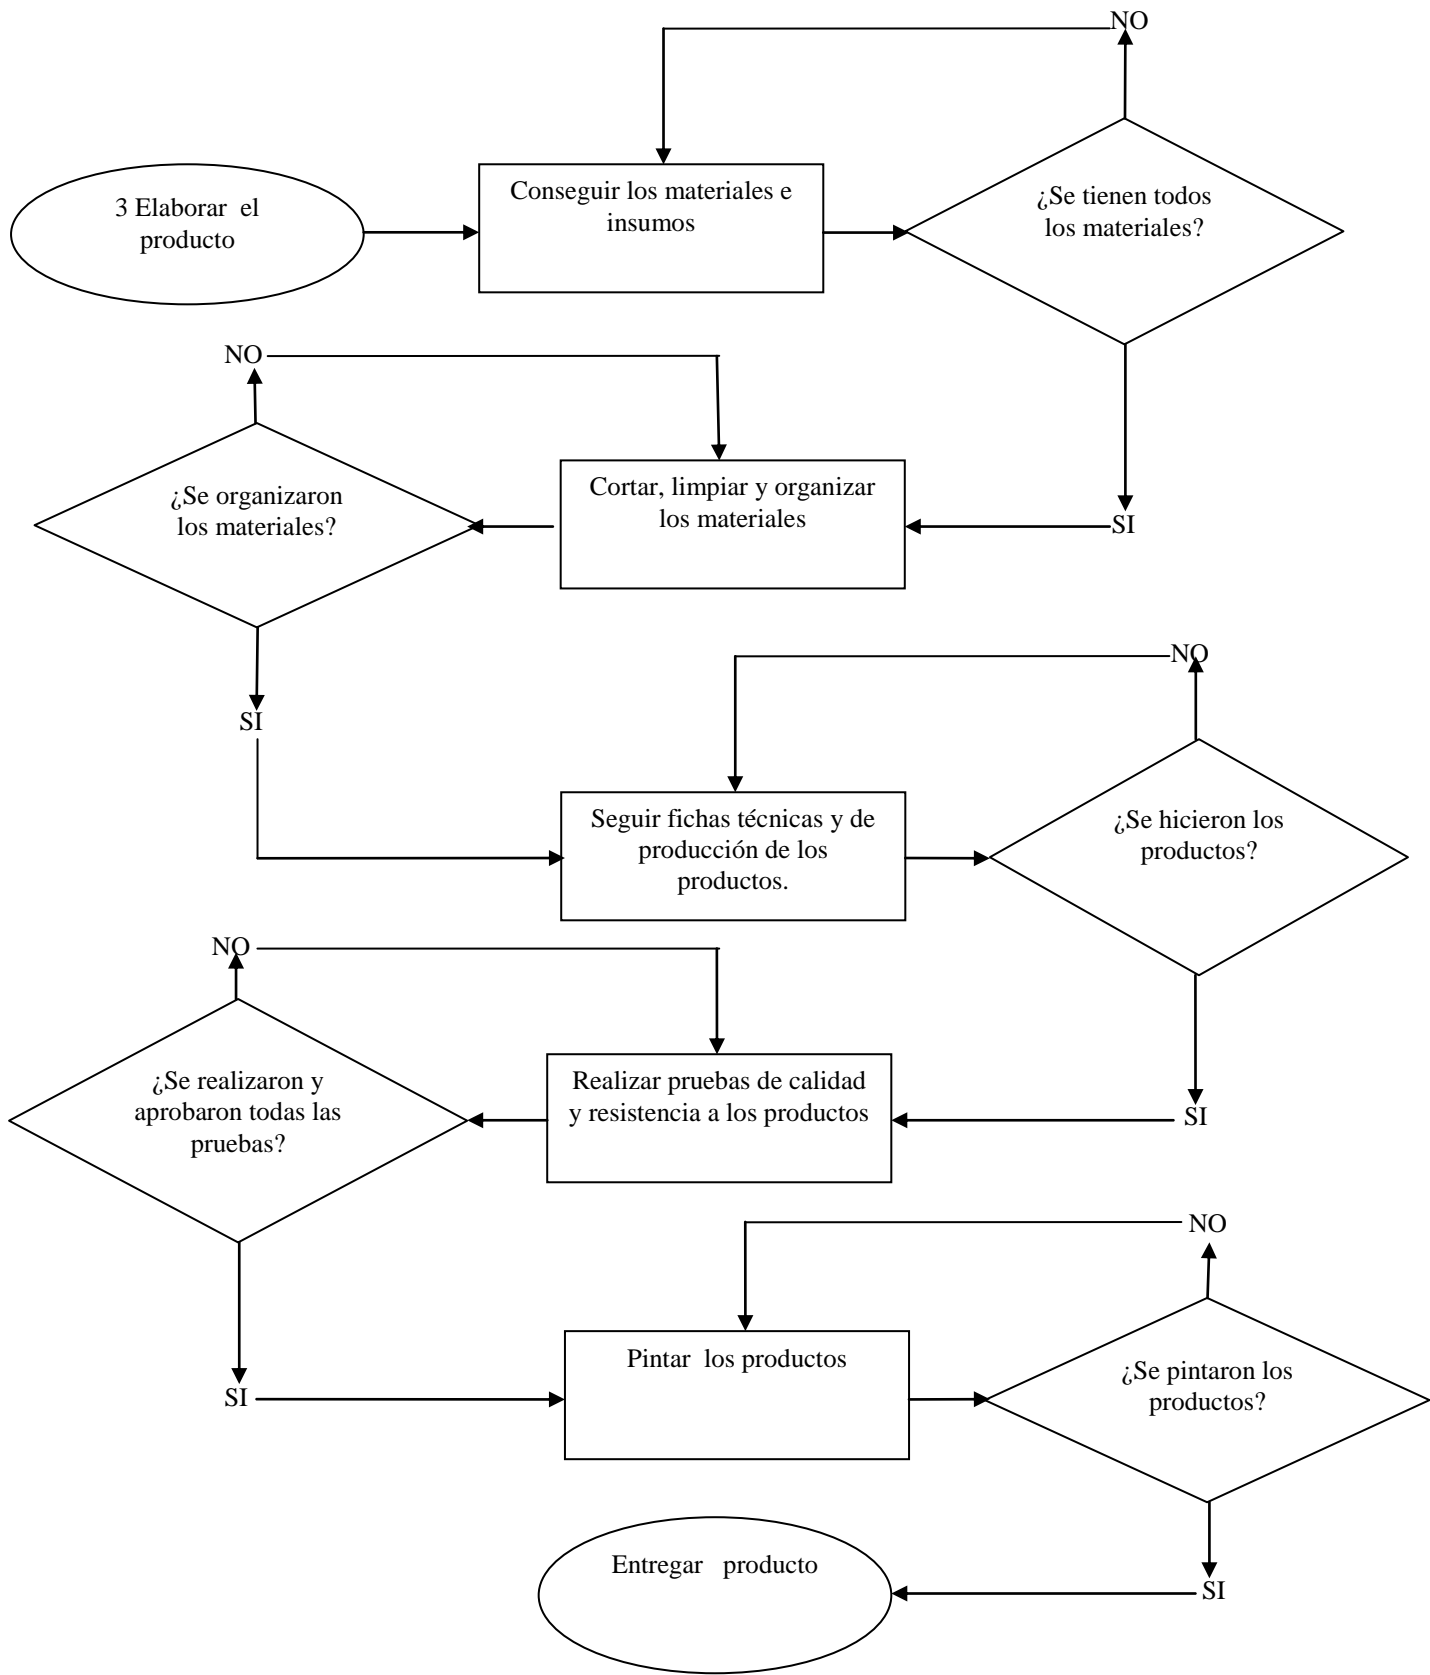 NO
3 Elaborar el
producto
Conseguir los materiales e
insumos
¿Se tienen todos
los materiales?
NO
¿Se organizaron
los materiales?
Cortar, limpiar y organizar
los materiales
SI
SI
NO
Seguir fichas técnicas y de
producción de los
productos.
¿Se hicieron los
productos?
NO
¿Se realizaron y
aprobaron todas las
pruebas?
Realizar pruebas de calidad
y resistencia a los productos
SI
NO
SI
Pintar los productos
¿Se pintaron los
productos?
Entregar producto
SI